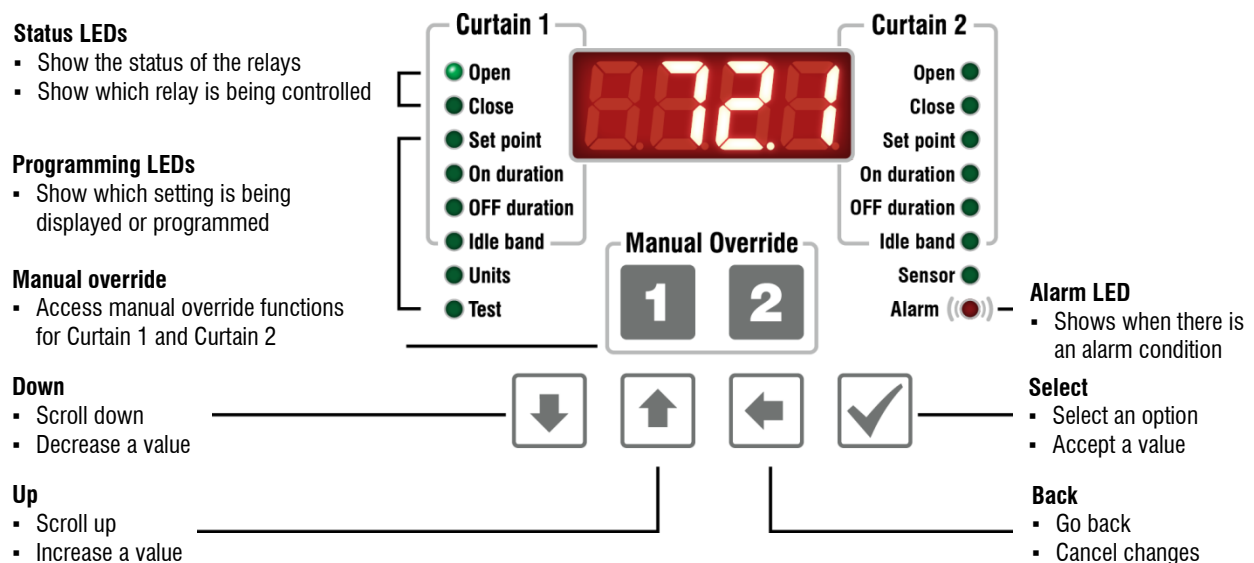 Status LEDs
▪ Show the status of the relays
▪ Show which relay is being controlled
Programming LEDs
▪ Show which setting is being
displayed or programmed
Manual override
▪ Access manual override functions
for Curtain 1 and Curtain 2
Down
▪ Scroll down
▪ Decrease a value
Up
▪ Scroll up
▪ Increase a value
Curtain 1
Open
Close
Set point
On duration
OFF duration
Idle band
Units
Test
72.1
Manual Override
1 2
Curtain 2
Open
Close
Set point
On duration
OFF duration
Idle band
Sensor
Alarm
Alarm LED
▪ Shows when there is
an alarm condition
Select
▪ Select an option
▪ Accept a value
Back
▪ Go back
▪ Cancel changes